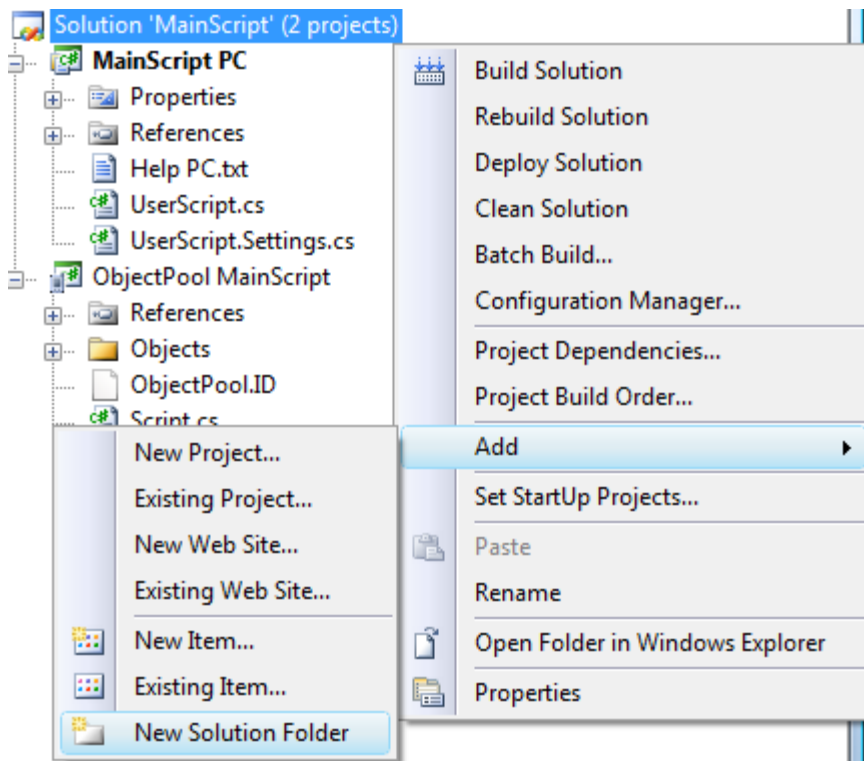 Solution 'MainScript' (2 projects)
MainScript PC
Properties
References
Help PC.txt
UserScript.cs
UserScript.Settings.cs
ObjectPool MainScript
References
Objects
ObjectPool.ID
Script.cs
Build Solution
Rebuild Solution
Deploy Solution
Clean Solution
Batch Build...
Configuration Manager...
Project Dependencies...
Project Build Order...
Add
Set StartUp Projects...
Paste
Rename
Open Folder in Windows Explorer
Properties
New Project...
Existing Project...
New Web Site...
Existing Web Site...
New Item...
Existing Item...
New Solution Folder